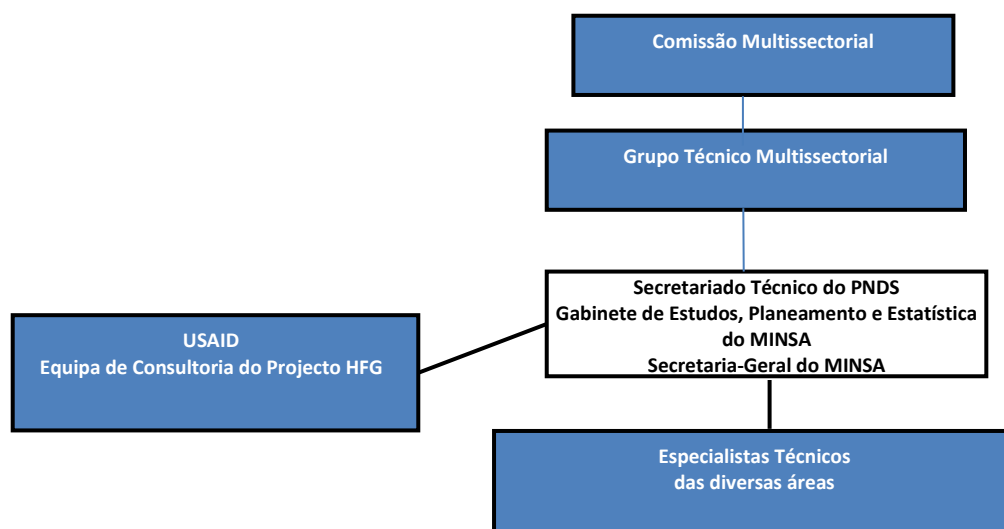 Comissão Multissectorial
Grupo Técnico Multissectorial
Secretariado Técnico do PNDS
Gabinete de Estudos, Planeamento e Estatística
do MINSA
Secretaria-Geral do MINSA
USAID
Equipa de Consultoria do Projecto HFG
Especialistas Técnicos
das diversas áreas